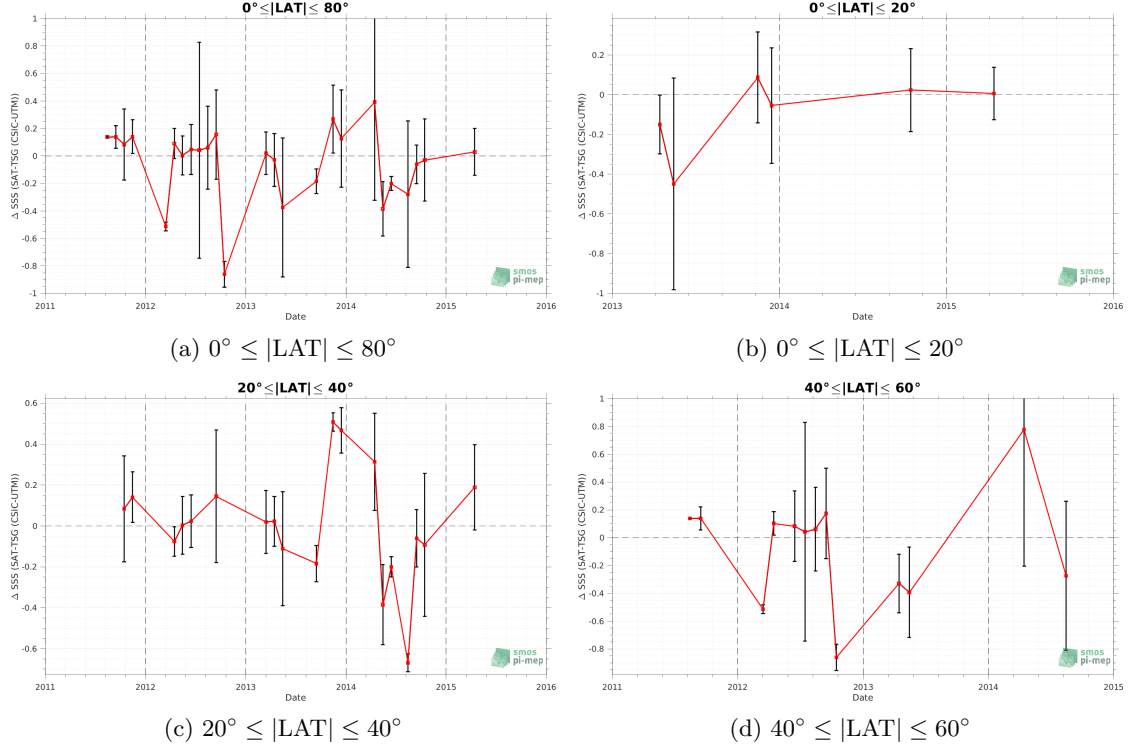 0°≤|LAT|≤ 80°
1
0.8
0.6
0.4
0.2
0
-0.2
-0.4
-0.6
-0.8
-1
Δ SSS (SAT-TSG (CSIC-UTM))
2011
2012
2013
2014
2015
2016
Date
smos
pi-mep
(a) 0° ≤ |LAT| ≤ 80°
0°≤|LAT|≤ 20°
0.2
0
-0.2
-0.4
-0.6
-0.8
-1
Δ SSS (SAT-TSG (CSIC-UTM))
2013
2014
2015
2016
Date
smos
pi-mep
(b) 0° ≤ |LAT| ≤ 20°
20°≤|LAT|≤ 40°
0.6
0.4
0.2
0
-0.2
-0.4
-0.6
Δ SSS (SAT-TSG (CSIC-UTM))
2011
2012
2013
2014
2015
2016
Date
smos
pi-mep
(c) 20° ≤ |LAT| ≤ 40°
40°≤|LAT|≤ 60°
1
0.8
0.6
0.4
0.2
0
-0.2
-0.4
-0.6
-0.8
Δ SSS (SAT-TSG (CSIC-UTM))
2011
2012
2013
2014
2015
Date
smos
pi-mep
(d) 40° ≤ |LAT| ≤ 60°